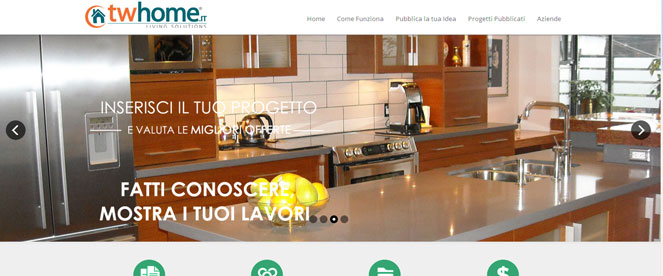 twhome.IT
LIVING SOLUTIONS
Home Come Funziona Pubblica la tua Idea Progetti Pubblicati Aziende
INSERISCI IL TUO PROGETTO
E VALUTA LE MIGLIORI OFFERTE
FATTI CONOSCERE,
MOSTRA I TUOI LAVORI